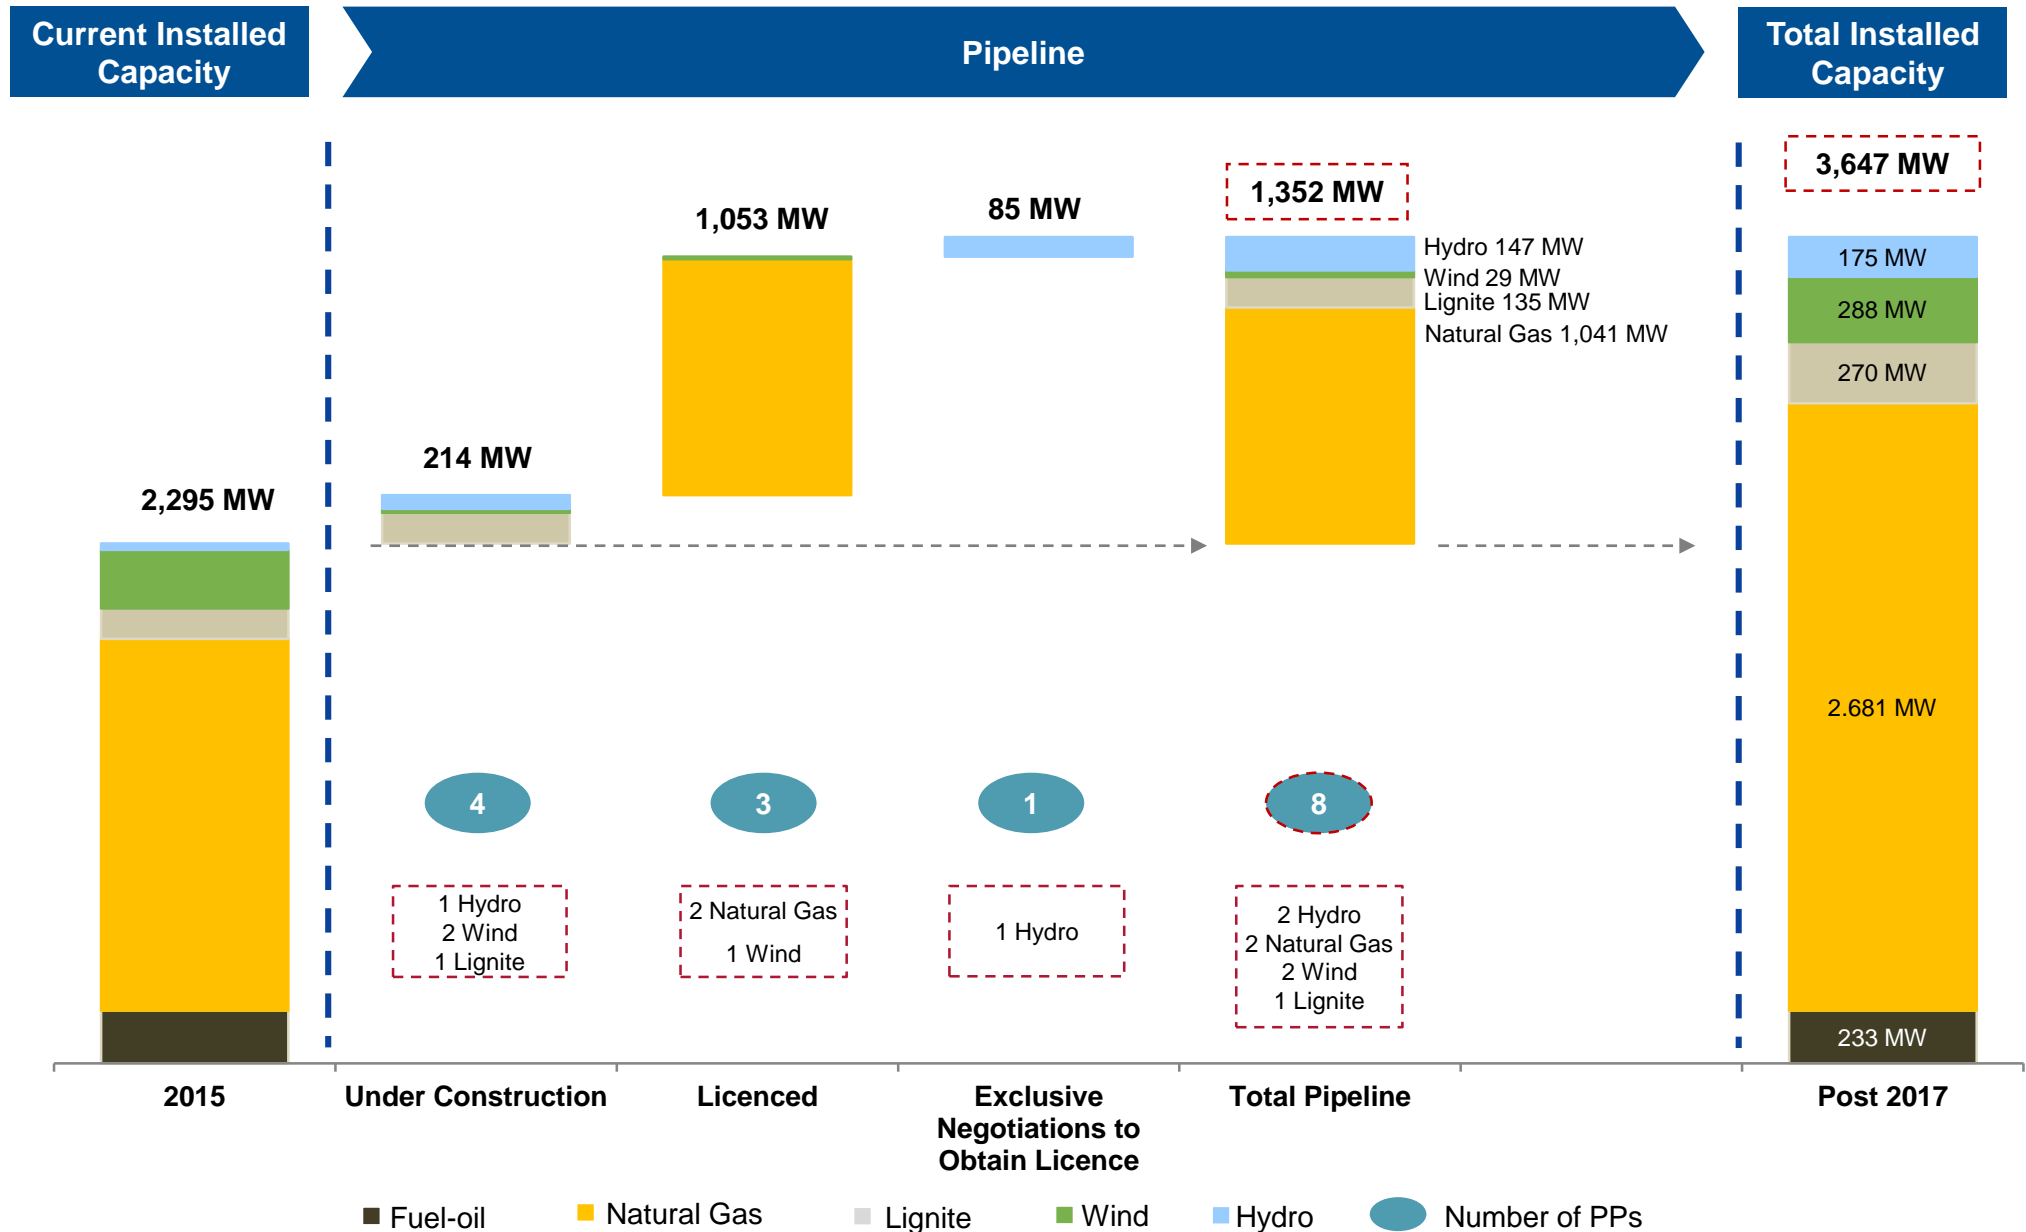 Current Installed
Capacity
Pipeline
Total Installed
Capacity
2,295 MW
214 MW
1,053 MW
85 MW
1,352 MW
Hydro 147 MW
Wind 29 MW
Lignite 135 MW
Natural Gas 1,041 MW
3,647 MW
175 MW
288 MW
270 MW
2.681 MW
233 MW
4
3
1
8
1 Hydro
2 Wind
1 Lignite
2 Natural Gas
1 Wind
1 Hydro
2 Hydro
2 Natural Gas
2 Wind
1 Lignite
2015
Under Construction
Licenced
Exclusive
Negotiations to
Obtain Licence
Total Pipeline
Post 2017
Fuel-oil
Natural Gas
Lignite
Wind
Hydro
Number of PPs